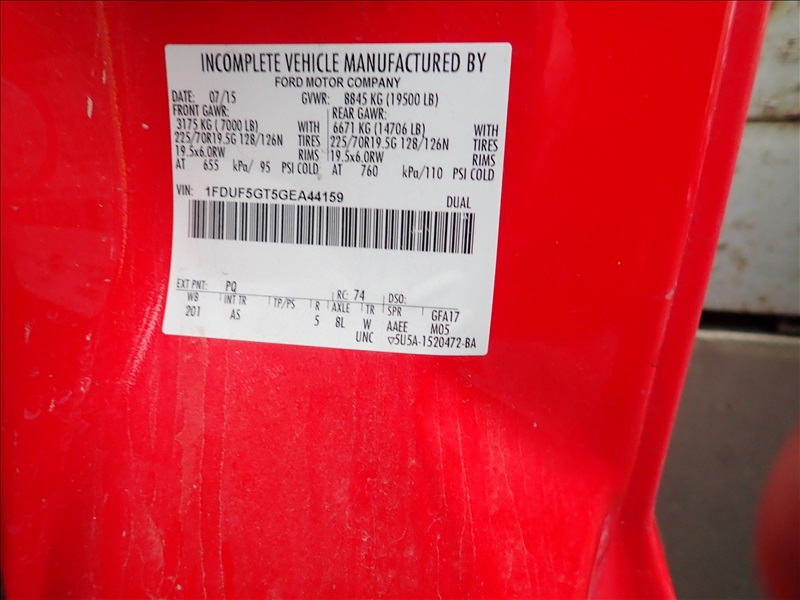 INCOMPLETE VEHICLE MANUFACTURED BY
FORD MOTOR COMPANY
DATE: 07/15 GVWR: 8845 KG (19500 LB)
FRONT GAWR: REAR GAWR:
3175 KG (7000 LB) WITH 6671 KG (14706 LB) WITH
225/70R19.5G 128/126N TIRES 225/70R19.5G 128/126N TIRES
19.5x6.0RW RIMS 19.5x6.0RW RIMS
AT 655 kPa/ 95 PSI COLD AT 760 kPa/110 PSI COLD
VIN: 1FDUF5GT5GEA44159 DUAL
EXT PNT: PQ RC: 74 DSO:
WB INT TR TP/PS R AXLE TR SPR GFA17
201 AS 5 8L W AAEE M05
UNC ▽5U5A-1520472-BA